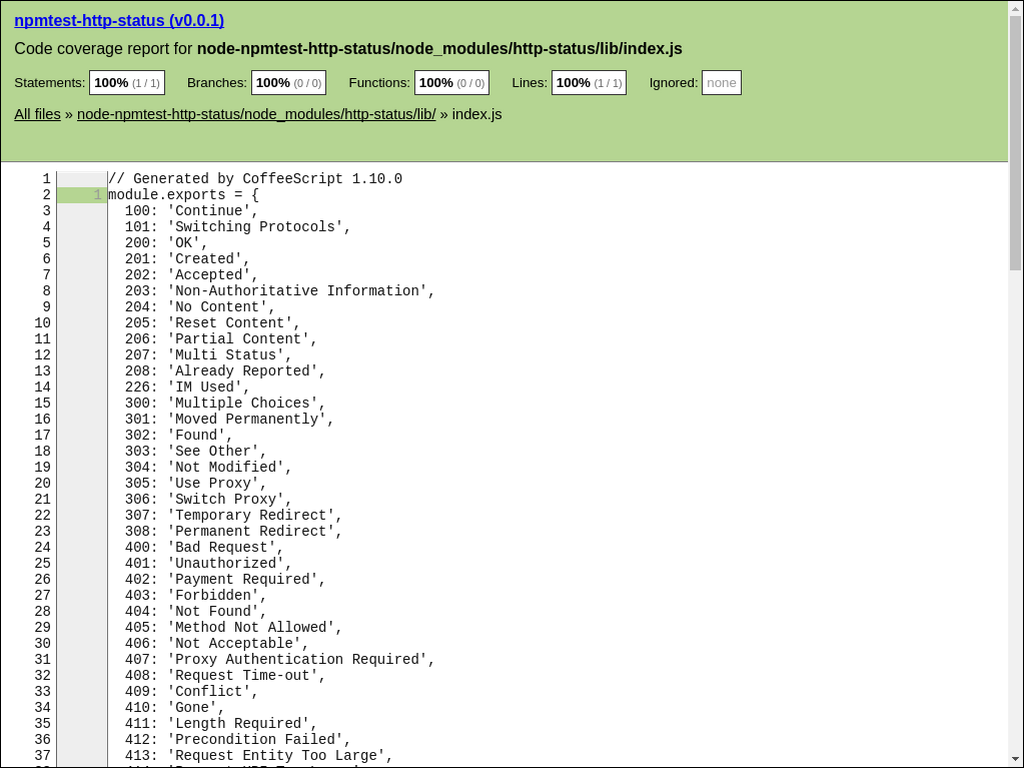 npmtest-http-status (v0.0.1)
Code coverage report for node-npmtest-http-status/node_modules/http-status/lib/index.js
Statements: 100% (1 / 1) Branches: 100% (0 / 0) Functions: 100% (0 / 0) Lines: 100% (1 / 1) Ignored: none
All files » node-npmtest-http-status/node_modules/http-status/lib/ » index.js
1 // Generated by CoffeeScript 1.10.0
2 1 module.exports = {
3 100: 'Continue',
4 101: 'Switching Protocols',
5 200: 'OK',
6 201: 'Created',
7 202: 'Accepted',
8 203: 'Non-Authoritative Information',
9 204: 'No Content',
10 205: 'Reset Content',
11 206: 'Partial Content',
12 207: 'Multi Status',
13 208: 'Already Reported',
14 226: 'IM Used',
15 300: 'Multiple Choices',
16 301: 'Moved Permanently',
17 302: 'Found',
18 303: 'See Other',
19 304: 'Not Modified',
20 305: 'Use Proxy',
21 306: 'Switch Proxy',
22 307: 'Temporary Redirect',
23 308: 'Permanent Redirect',
24 400: 'Bad Request',
25 401: 'Unauthorized',
26 402: 'Payment Required',
27 403: 'Forbidden',
28 404: 'Not Found',
29 405: 'Method Not Allowed',
30 406: 'Not Acceptable',
31 407: 'Proxy Authentication Required',
32 408: 'Request Time-out',
33 409: 'Conflict',
34 410: 'Gone',
35 411: 'Length Required',
36 412: 'Precondition Failed',
37 413: 'Request Entity Too Large',